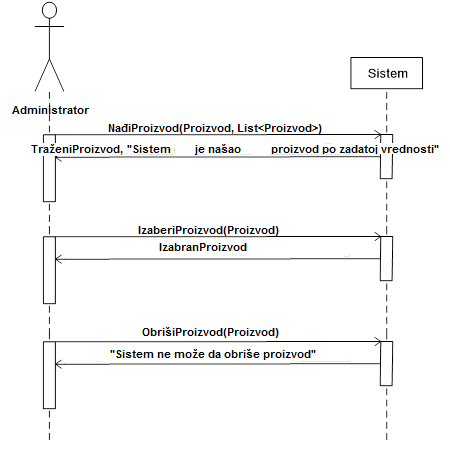 Sistem
Administrator
NađiProizvod(Proizvod, List<Proizvod>)
TraženiProizvod, "Sistem je našao proizvod po zadatoj vrednosti"
IzaberiProizvod(Proizvod)
IzabranProizvod
ObrišiProizvod(Proizvod)
"Sistem ne može da obriše proizvod"